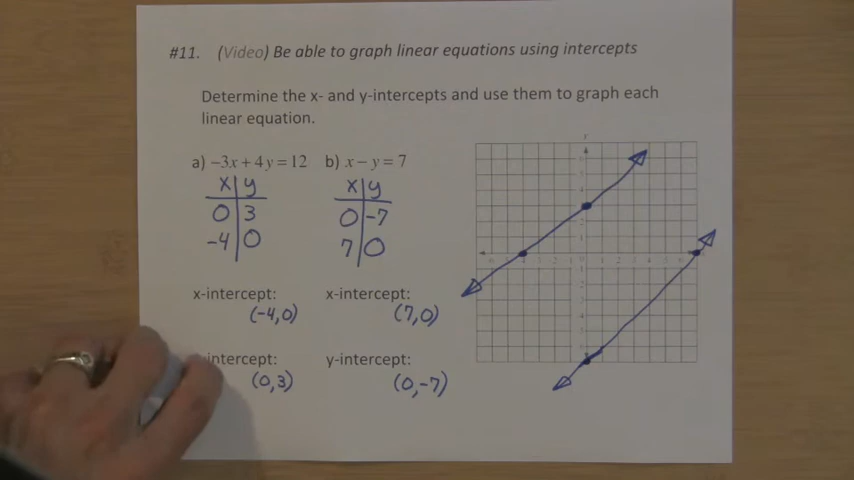 #11. (Video) Be able to graph linear equations using intercepts
Determine the x- and y-intercepts and use them to graph each
linear equation.
a) −3x + 4y = 12 b) x − y = 7
x y x y
0 3 0 -7
-4 0 7 0
x-intercept: x-intercept:
(-4,0) (7,0)
intercept: y-intercept:
(0,3) (0,-7)